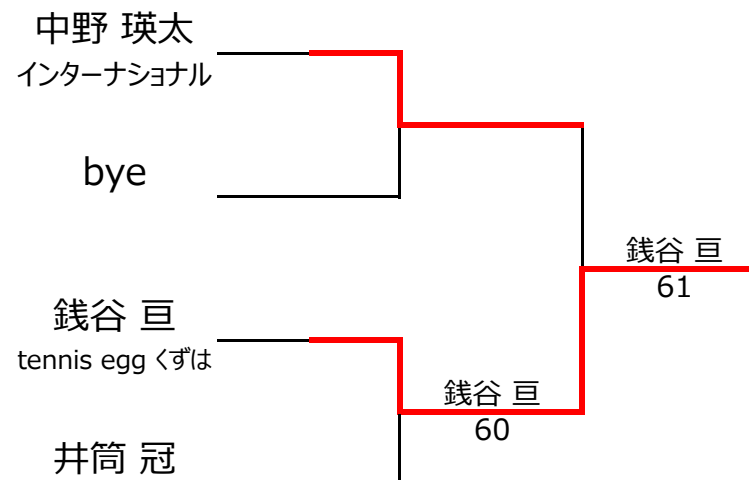 中野 瑛太
インターナショナル
bye
銭谷 亘
61
銭谷 亘
tennis egg くずは
銭谷 亘
60
井筒 冠